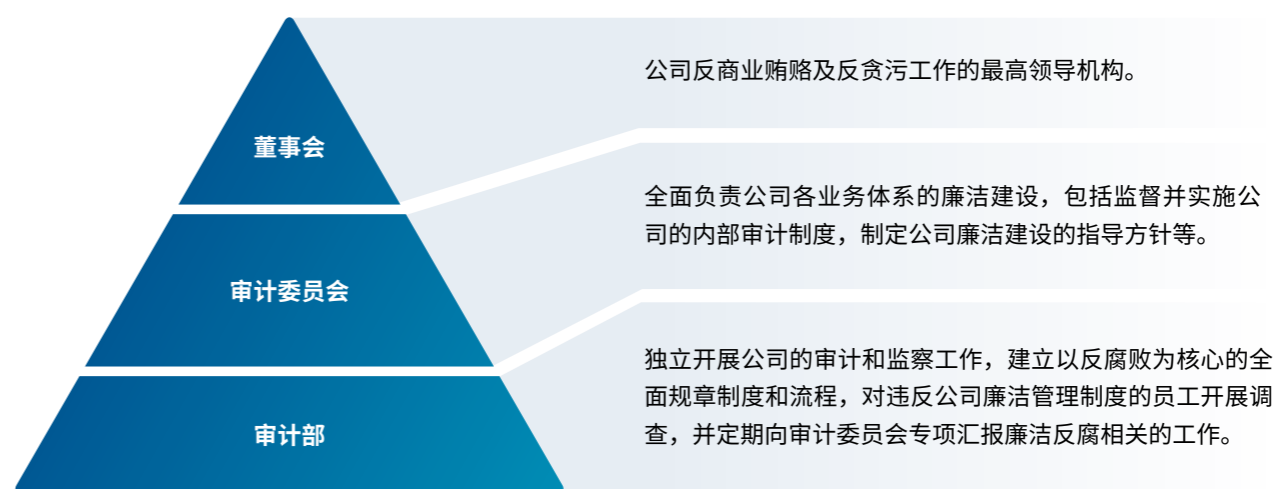 董事会
公司反商业贿赂及反贪污工作的最高领导机构。
审计委员会
全面负责公司各业务体系的廉洁建设，包括监督并实施公
司的内部审计制度，制定公司廉洁建设的指导方针等。
审计部
独立开展公司的审计和监察工作，建立以反腐败为核心的全
面规章制度和流程，对违反公司廉洁管理制度的员工开展调
查，并定期向审计委员会专项汇报廉洁反腐相关的工作。